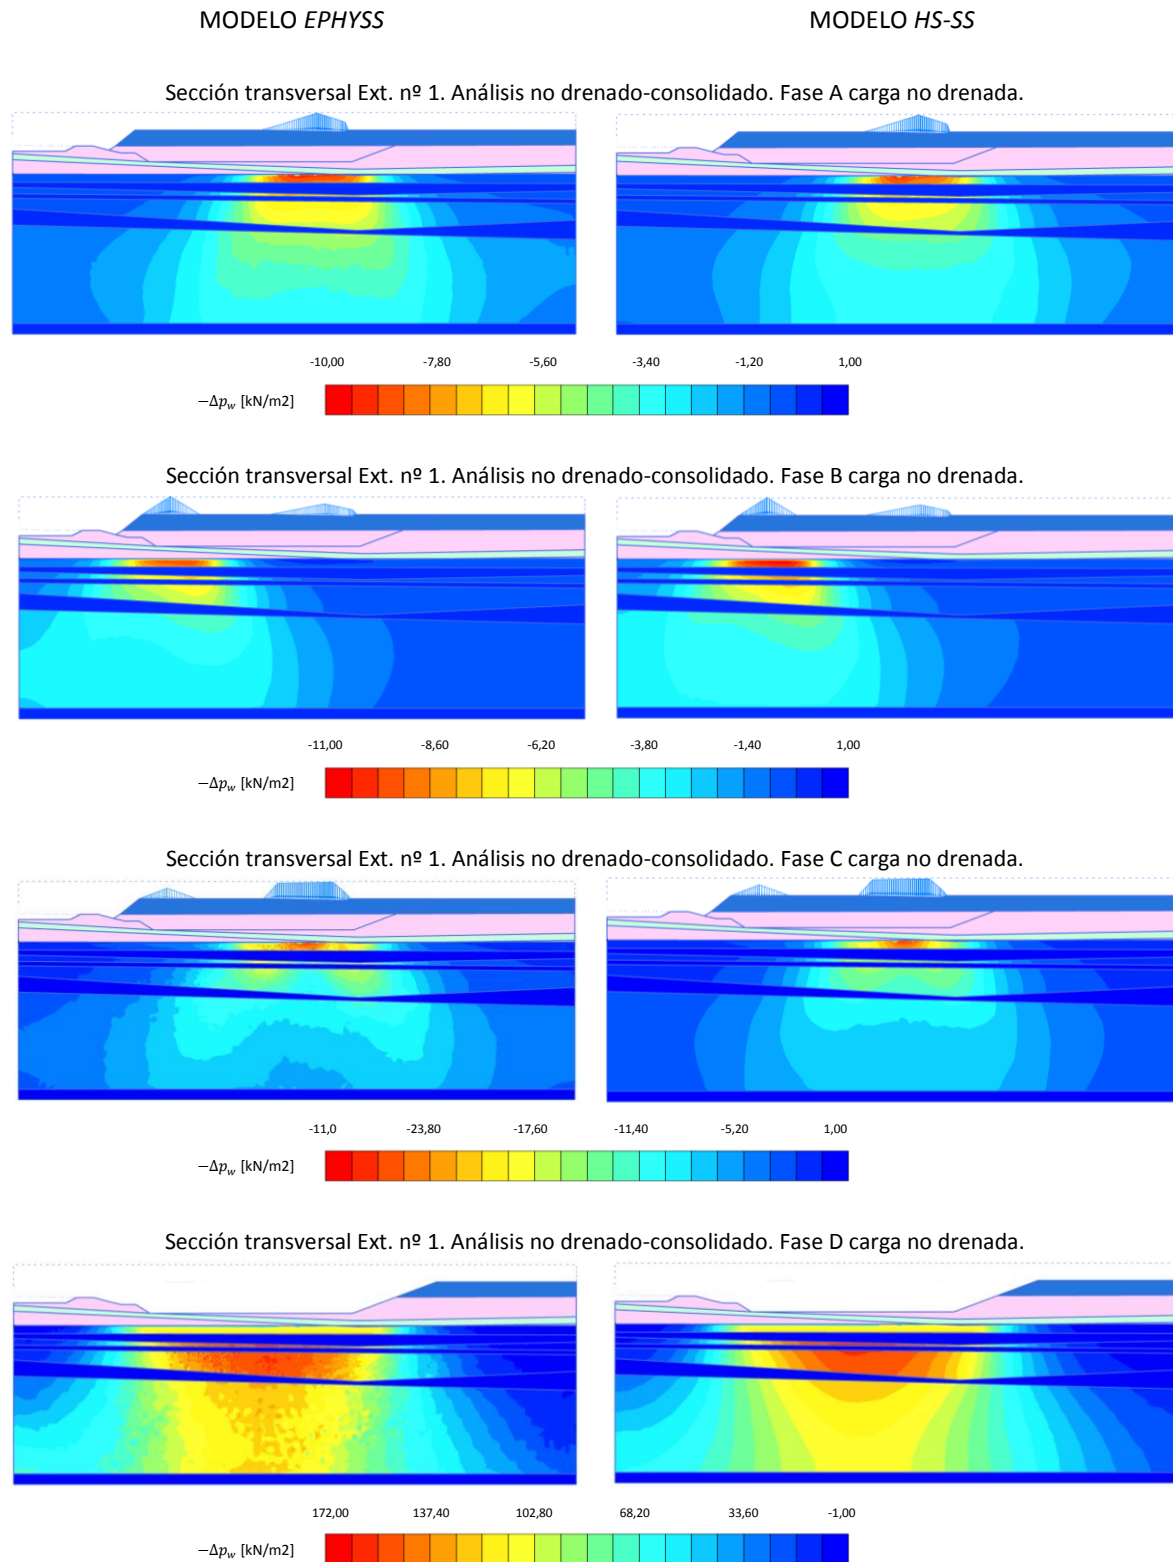 MODELO EPHYSS MODELO HS-SS
Sección transversal Ext. nº 1. Análisis no drenado-consolidado. Fase A carga no drenada.
-10,00 -7,80 -5,60 -3,40 -1,20 1,00
−Δp_w [kN/m2]
Sección transversal Ext. nº 1. Análisis no drenado-consolidado. Fase B carga no drenada.
-11,00 -8,60 -6,20 -3,80 -1,40 1,00
−Δp_w [kN/m2]
Sección transversal Ext. nº 1. Análisis no drenado-consolidado. Fase C carga no drenada.
-11,0 -23,80 -17,60 -11,40 -5,20 1,00
−Δp_w [kN/m2]
Sección transversal Ext. nº 1. Análisis no drenado-consolidado. Fase D carga no drenada.
172,00 137,40 102,80 68,20 33,60 -1,00
−Δp_w [kN/m2]